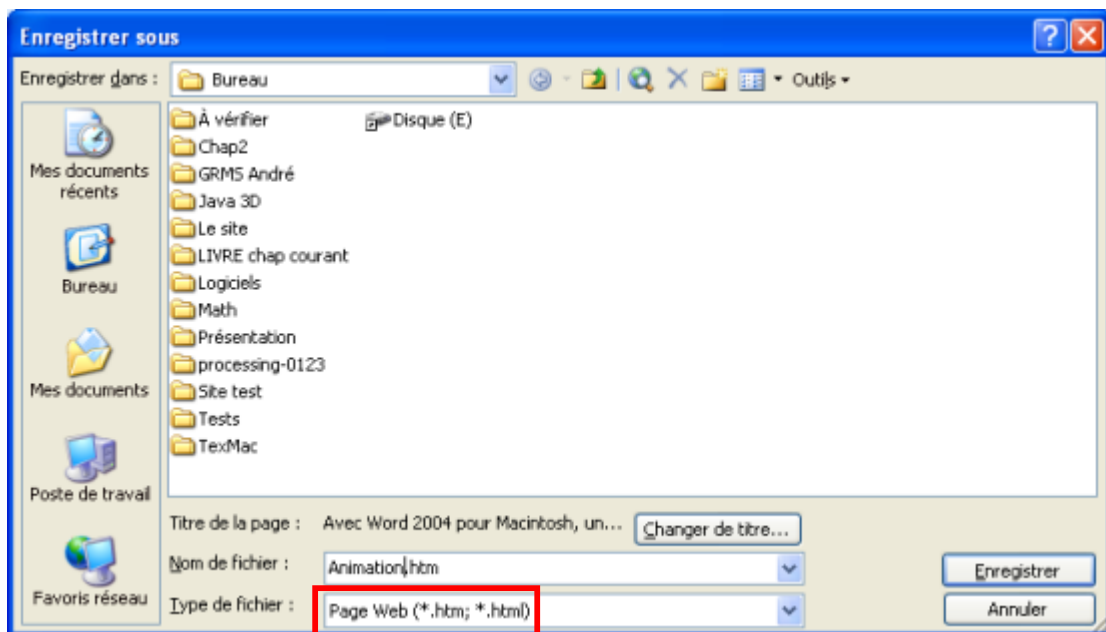 Enregistrer sous
Enregistrer dans :
Bureau
Outils
Mes documents récents
Bureau
Mes documents
Poste de travail
Favoris réseau
À vérifier
Disque (E)
Chap2
GRMS André
Java 3D
Le site
LIVRE chap courant
Logiciels
Math
Présentation
processing-0123
Site test
Tests
TexMac
Titre de la page : Avec Word 2004 pour Macintosh, un... Changer de titre...
Nom de fichier : Animation.htm Enregistrer
Type de fichier : Page Web (*.htm; *.html) Annuler